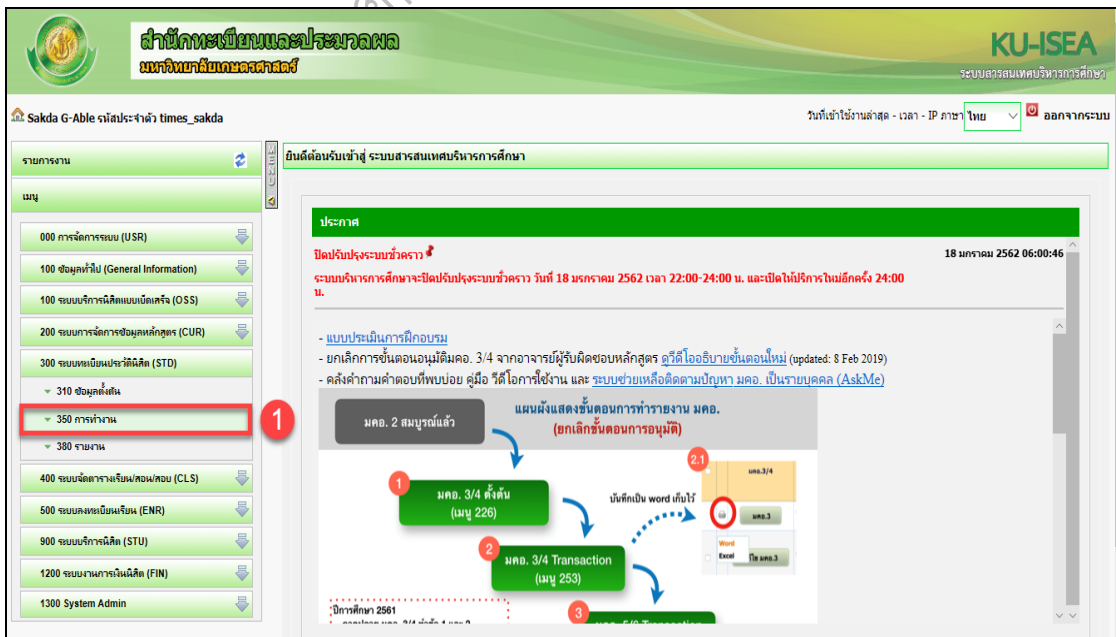 สำนักทะเบียนและประมวลผล
มหาวิทยาลัยเกษตรศาสตร์
KU-ISEA
ระบบสารสนเทศบริหารการศึกษา
Sakda G-Able รหัสประจำตัว times_sakda
วันที่เข้าใช้งานล่าสุด - เวลา - IP ภาษา ไทย ออกจากระบบ
รายการงาน
MENU
ยินดีต้อนรับเข้าสู่ ระบบสารสนเทศบริหารการศึกษา
เมนู
000 การจัดการระบบ (USR)
100 ข้อมูลทั่วไป (General Information)
100 ระบบบริการนิสิตแบบเบ็ดเสร็จ (OSS)
200 ระบบการจัดการข้อมูลหลักสูตร (CUR)
300 ระบบทะเบียนประวัตินิสิต (STD)
310 ข้อมูลตั้งต้น
350 การทำงาน
1
380 รายงาน
400 ระบบจัดตารางเรียน/สอน/สอบ (CLS)
500 ระบบลงทะเบียนเรียน (ENR)
900 ระบบบริการนิสิต (STU)
1200 ระบบงานการเงินนิสิต (FIN)
1300 System Admin
ประกาศ
ปิดปรับปรุงระบบชั่วคราว
18 มกราคม 2562 06:00:46
ระบบบริหารการศึกษาจะปิดปรับปรุงระบบชั่วคราว วันที่ 18 มกราคม 2562 เวลา 22:00-24:00 น. และเปิดให้บริการใหม่อีกครั้ง 24:00
น.
- แบบประเมินการฝึกอบรม
- ยกเลิกการขั้นตอนอนุมัติมคอ. 3/4 จากอาจารย์ผู้รับผิดชอบหลักสูตร ดูวีดีโออธิบายขั้นตอนใหม่ (updated: 8 Feb 2019)
- คลังคำถามคำตอบที่พบบ่อย คู่มือ วีดีโอการใช้งาน และ ระบบช่วยเหลือติดตามปัญหา มคอ. เป็นรายบุคคล (AskMe)
แผนผังแสดงขั้นตอนการทำรายงาน มคอ.
(ยกเลิกขั้นตอนการอนุมัติ)
มคอ. 2 สมบูรณ์แล้ว
1
มคอ. 3/4 ตั้งต้น
(เมนู 226)
บันทึกเป็น word เก็บไว้
2.1
มคอ.3/4
มคอ.3
Word
Excel
2
มคอ. 3/4 Transaction
(เมนู 253)
ปีการศึกษา 2561
3